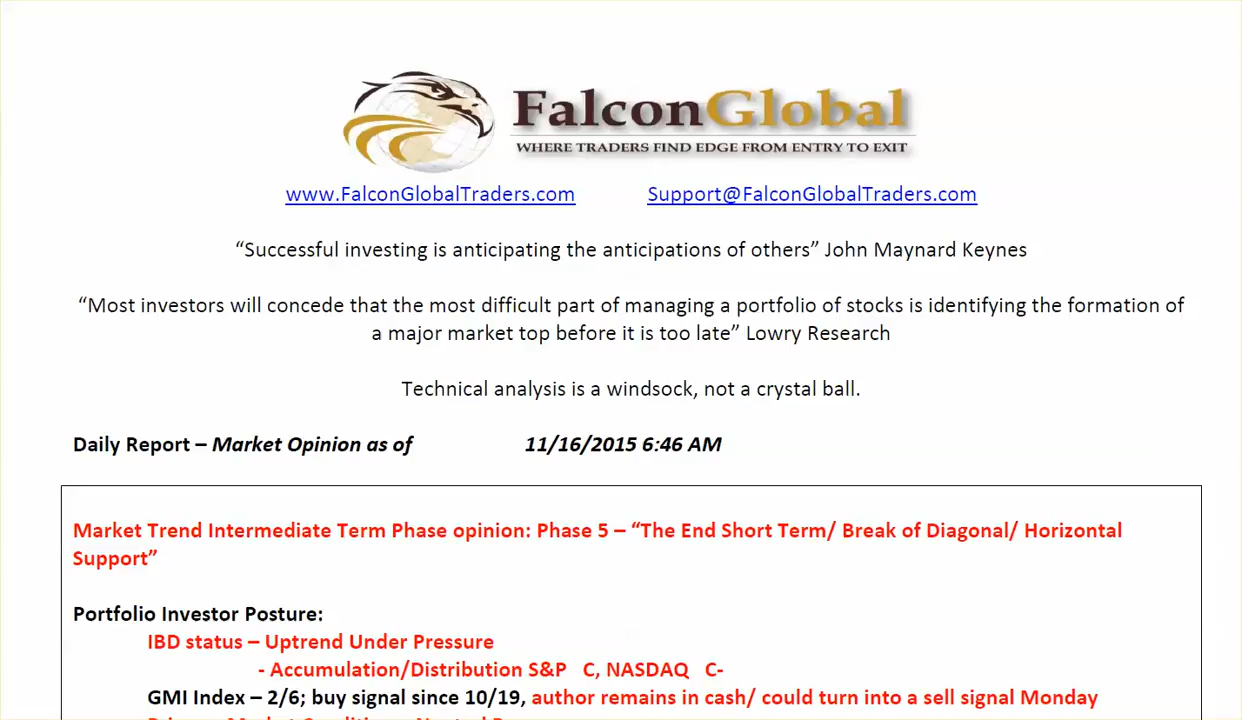 FalconGlobal
WHERE TRADERS FIND EDGE FROM ENTRY TO EXIT
www.FalconGlobalTraders.com Support@FalconGlobalTraders.com
“Successful investing is anticipating the anticipations of others” John Maynard Keynes
“Most investors will concede that the most difficult part of managing a portfolio of stocks is identifying the formation of
a major market top before it is too late” Lowry Research
Technical analysis is a windsock, not a crystal ball.
Daily Report – Market Opinion as of 11/16/2015 6:46 AM
Market Trend Intermediate Term Phase opinion: Phase 5 – “The End Short Term/ Break of Diagonal/ Horizontal
Support”
Portfolio Investor Posture:
IBD status – Uptrend Under Pressure
- Accumulation/Distribution S&P C, NASDAQ C-
GMI Index – 2/6; buy signal since 10/19, author remains in cash/ could turn into a sell signal Monday